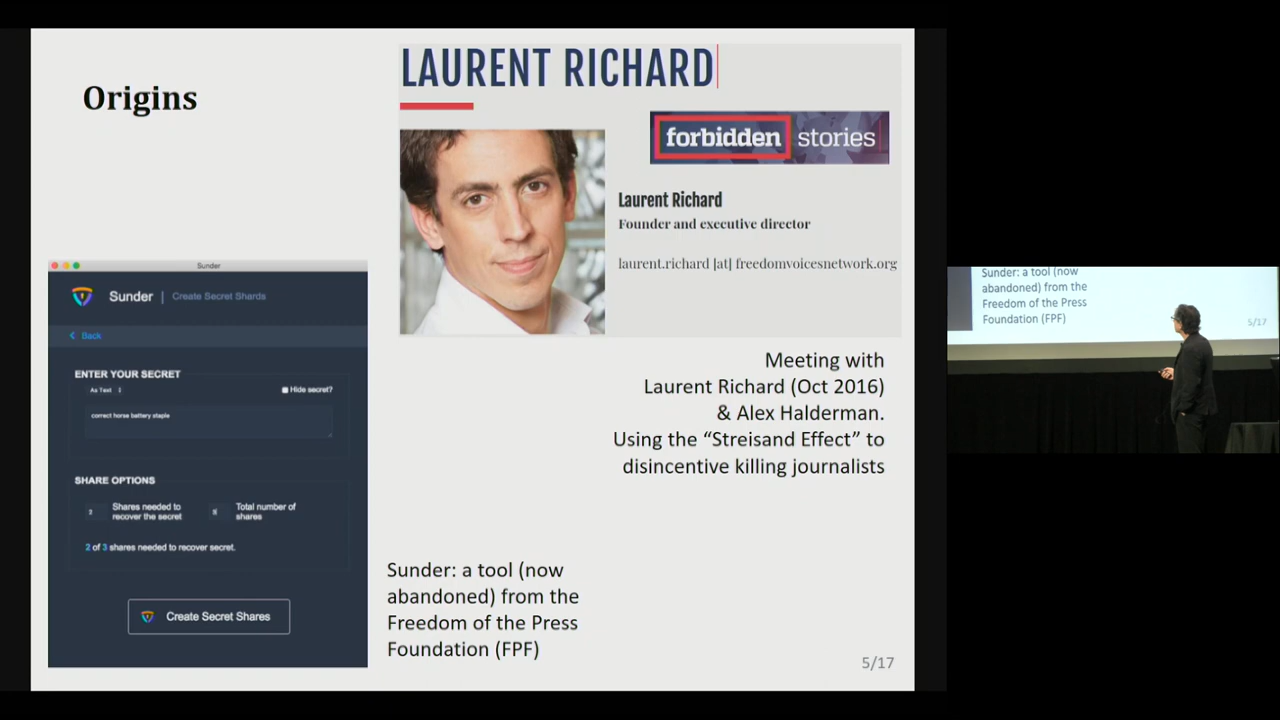 Origins
LAURENT RICHARD
forbidden stories
Laurent Richard
Founder and executive director
laurent.richard [at] freedomvoicesnetwork.org
Sunder
Sunder | Create Secret Shards
Back
ENTER YOUR SECRET
As Text
Hide secret?
correct horse battery staple
SHARE OPTIONS
2 Shares needed to
recover the secret
Total number of
shares
2 of 3 shares needed to recover secret.
Create Secret Shares
Meeting with
Laurent Richard (Oct 2016)
& Alex Halderman.
Using the “Streisand Effect” to
disincentive killing journalists
Sunder: a tool (now
abandoned) from the
Freedom of the Press
Foundation (FPF)
5/17
Sunder: a tool (now
abandoned) from the
Freedom of the Press
Foundation (FPF)
5/17